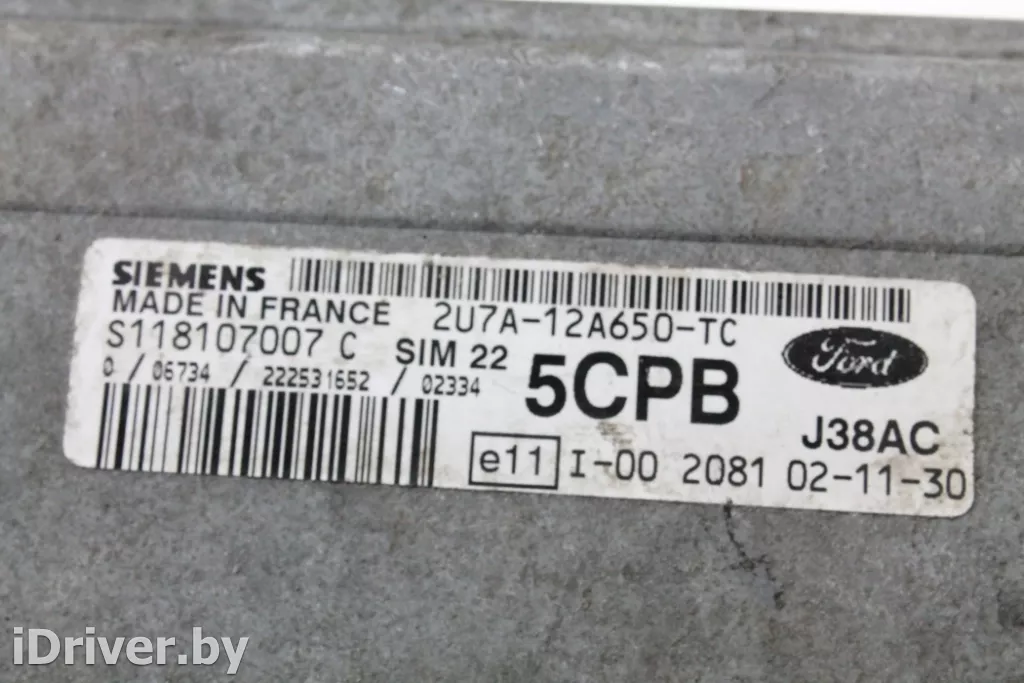 SIEMENS
MADE IN FRANCE 2U7A-12A650-TC
S118107007 C SIM 22 5CPB Ford
0 / 06734 / 222531652 / 02334
J38AC
e11 I-00 2081 02-11-30
iDriver.by